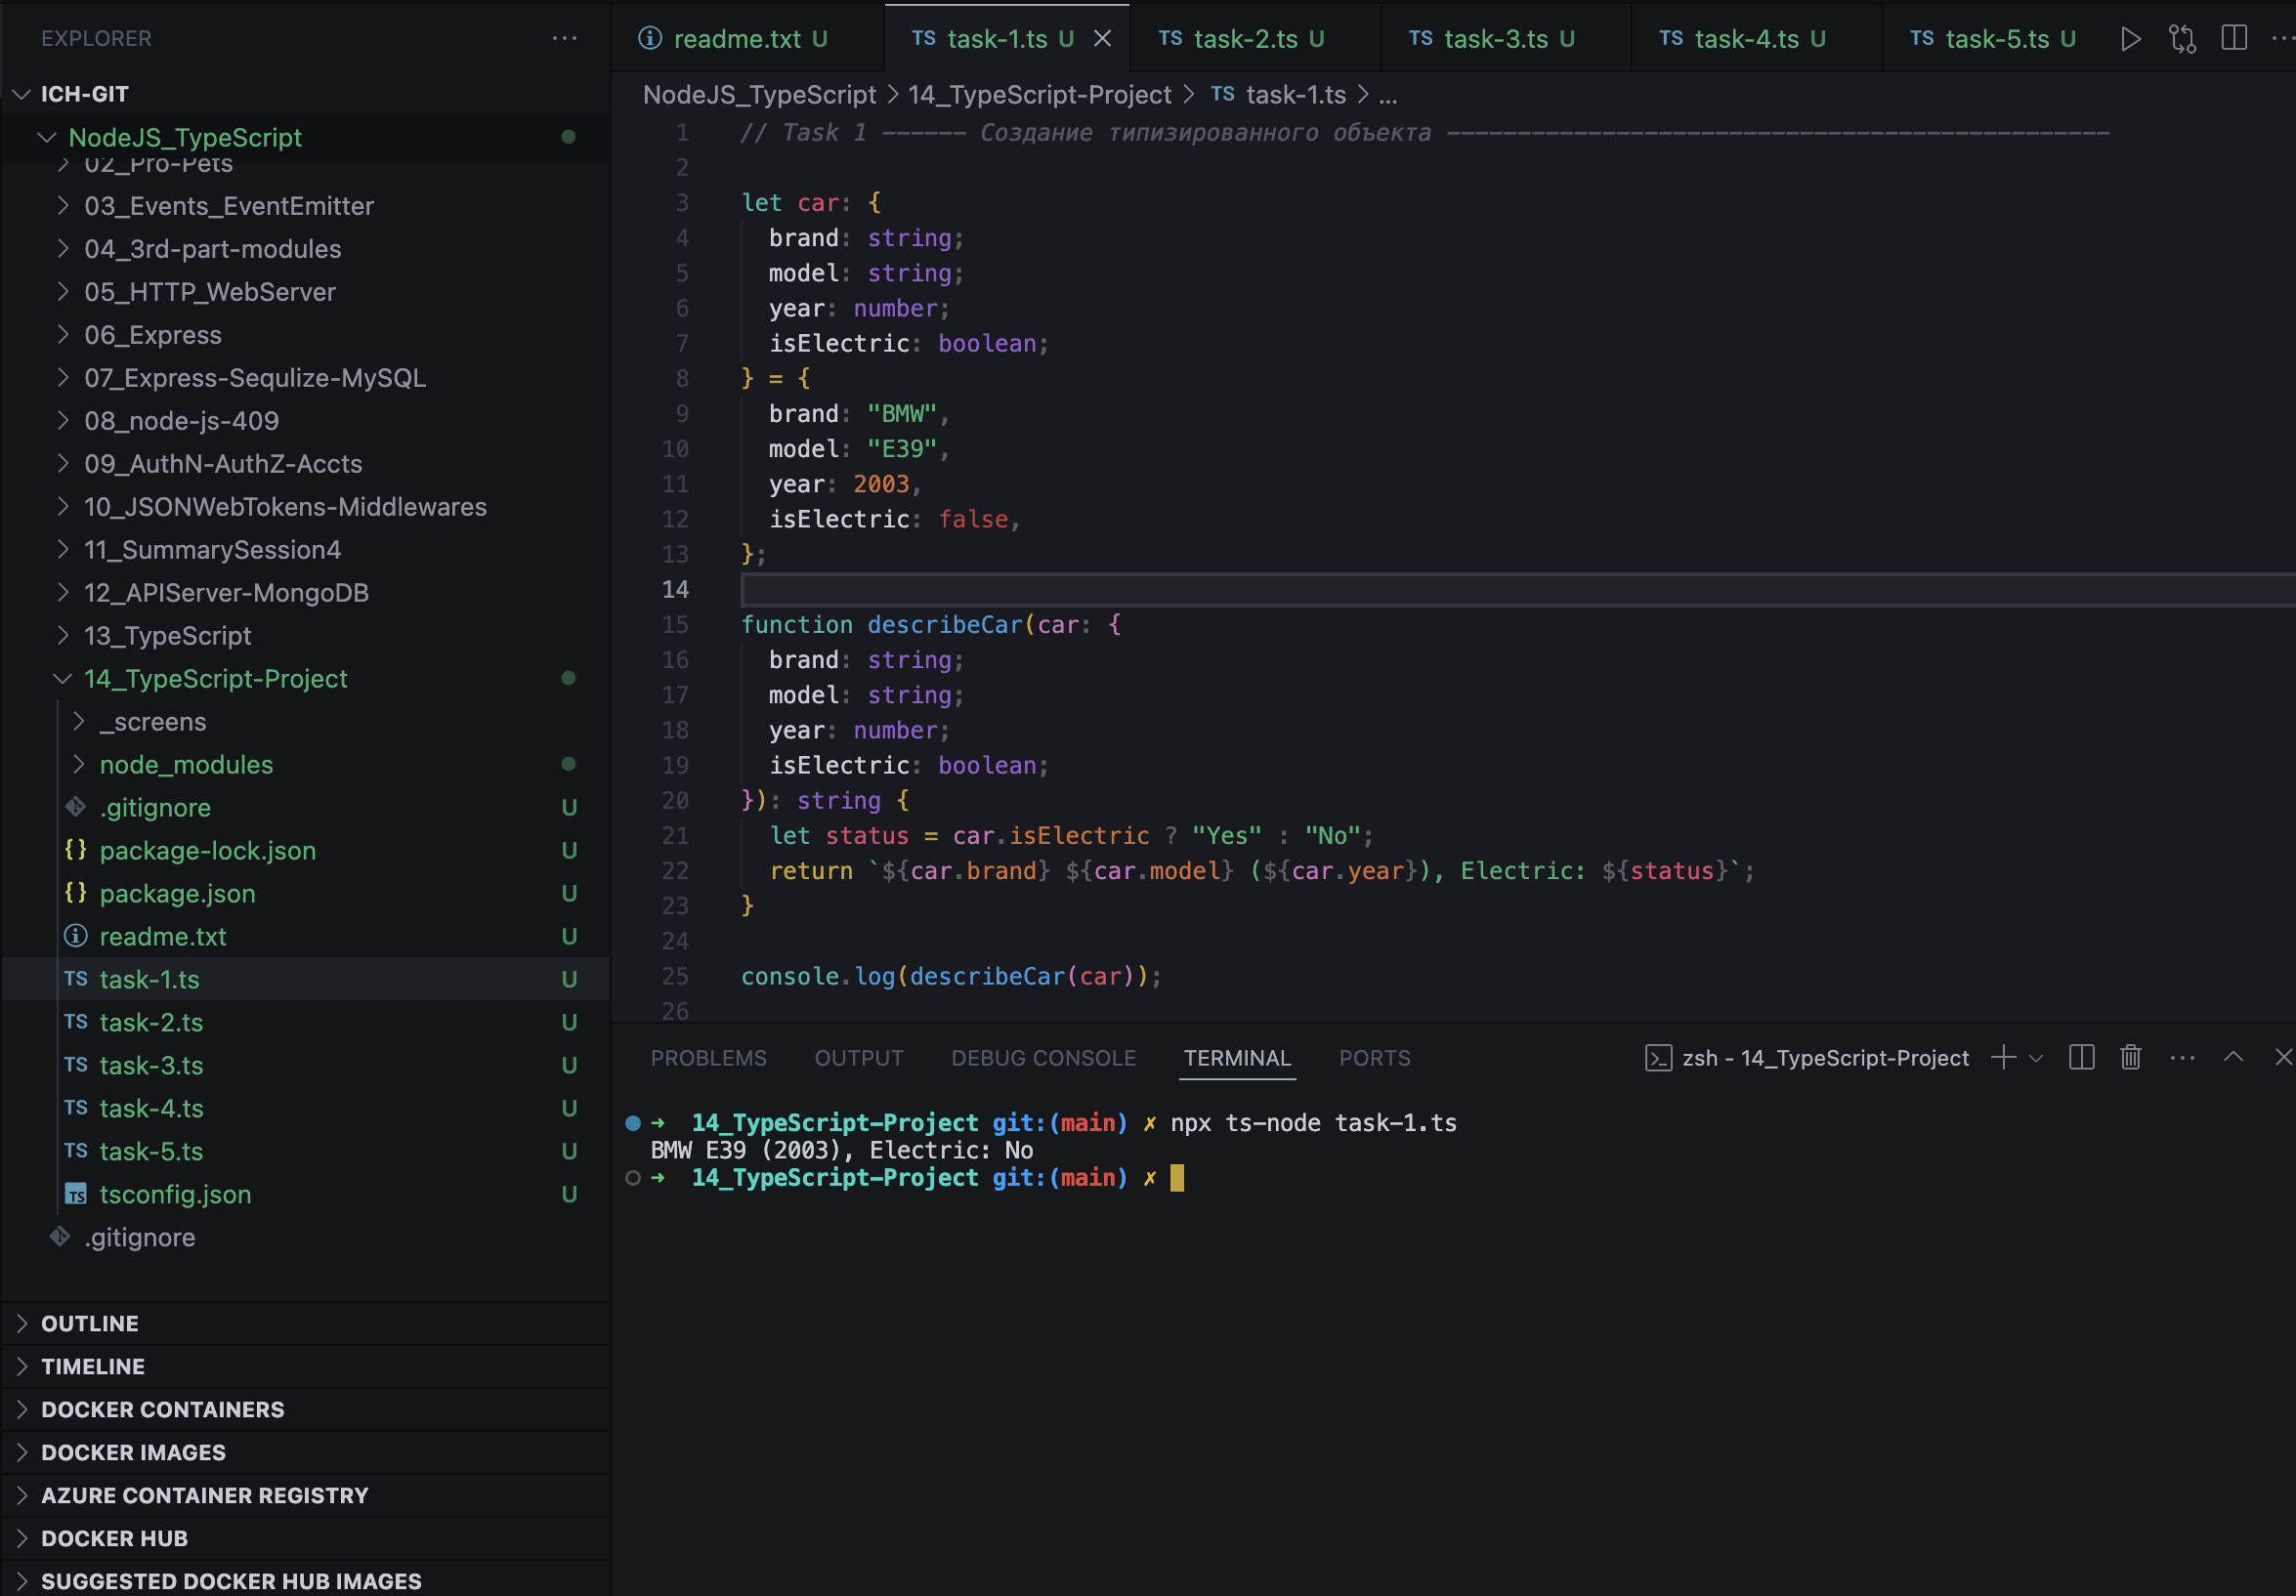 EXPLORER
ICH-GIT
NodeJS_TypeScript
02_Pro-Pets
03_Events_EventEmitter
04_3rd-part-modules
05_HTTP_WebServer
06_Express
07_Express-Sequlize-MySQL
08_node-js-409
09_AuthN-AuthZ-Accts
10_JSONWebTokens-Middlewares
11_SummarySession4
12_APIServer-MongoDB
13_TypeScript
14_TypeScript-Project
_screens
node_modules
.gitignore U
package-lock.json U
package.json U
readme.txt U
TS task-1.ts U
TS task-2.ts U
TS task-3.ts U
TS task-4.ts U
TS task-5.ts U
TS tsconfig.json U
.gitignore
OUTLINE
TIMELINE
DOCKER CONTAINERS
DOCKER IMAGES
AZURE CONTAINER REGISTRY
DOCKER HUB
SUGGESTED DOCKER HUB IMAGES
readme.txt U TS task-1.ts U TS task-2.ts U TS task-3.ts U TS task-4.ts U TS task-5.ts U
NodeJS_TypeScript > 14_TypeScript-Project > TS task-1.ts > ...
1 // Task 1 ------ Создание типизированного объекта -----------------------------------------------
2
3 let car: {
4 brand: string;
5 model: string;
6 year: number;
7 isElectric: boolean;
8 } = {
9 brand: "BMW",
10 model: "E39",
11 year: 2003,
12 isElectric: false,
13 };
14
15 function describeCar(car: {
16 brand: string;
17 model: string;
18 year: number;
19 isElectric: boolean;
20 }): string {
21 let status = car.isElectric ? "Yes" : "No";
22 return `${car.brand} ${car.model} (${car.year}), Electric: ${status}`;
23 }
24
25 console.log(describeCar(car));
26
PROBLEMS OUTPUT DEBUG CONSOLE TERMINAL PORTS zsh - 14_TypeScript-Project
➜ 14_TypeScript-Project git:(main) ✗ npx ts-node task-1.ts
BMW E39 (2003), Electric: No
➜ 14_TypeScript-Project git:(main) ✗